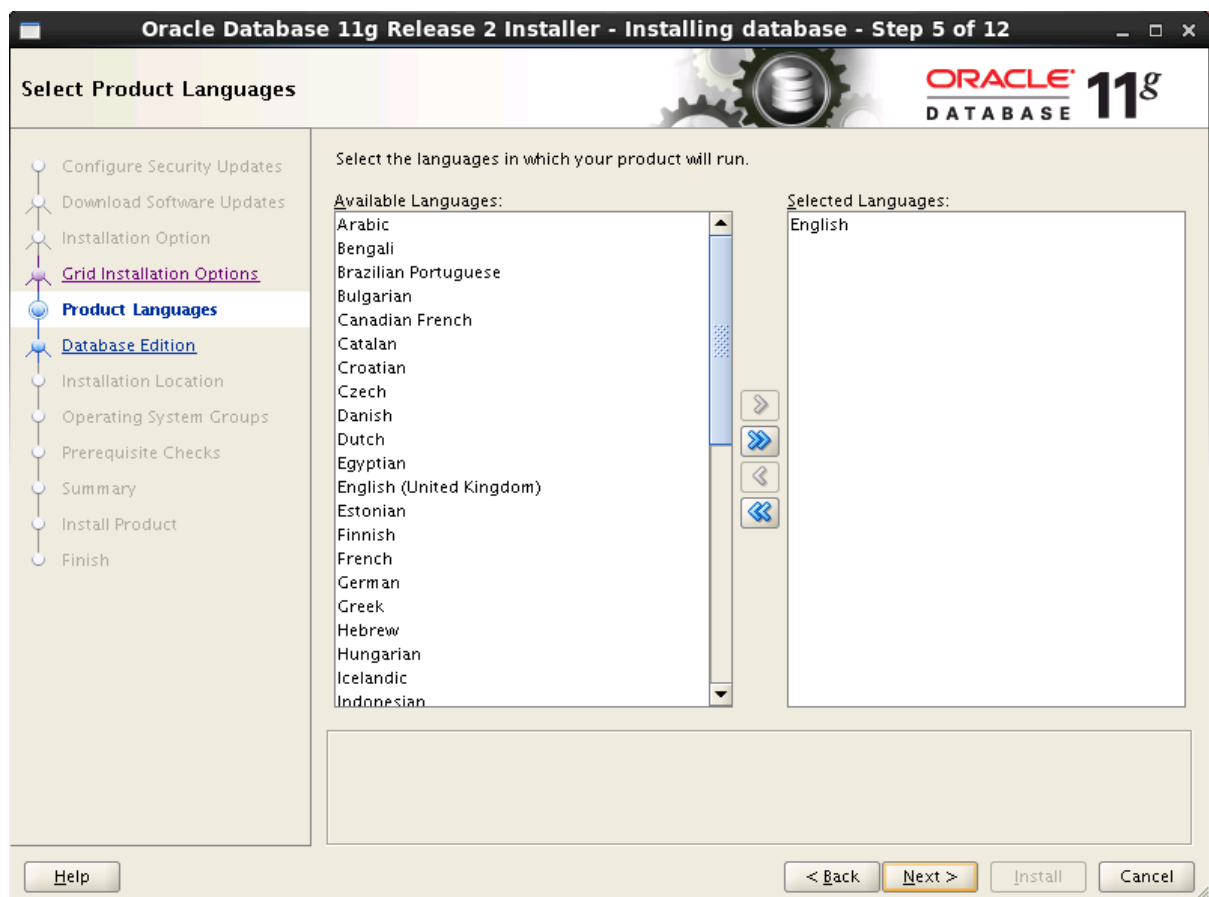 Oracle Database 11g Release 2 Installer - Installing database - Step 5 of 12
Select Product Languages
ORACLE
DATABASE
11g
Configure Security Updates
Download Software Updates
Installation Option
Grid Installation Options
Product Languages
Database Edition
Installation Location
Operating System Groups
Prerequisite Checks
Summary
Install Product
Finish
Select the languages in which your product will run.
Available Languages:
Arabic
Bengali
Brazilian Portuguese
Bulgarian
Canadian French
Catalan
Croatian
Czech
Danish
Dutch
Egyptian
English (United Kingdom)
Estonian
Finnish
French
German
Greek
Hebrew
Hungarian
Icelandic
Indonesian
Selected Languages:
English
Help
< Back
Next >
Install
Cancel